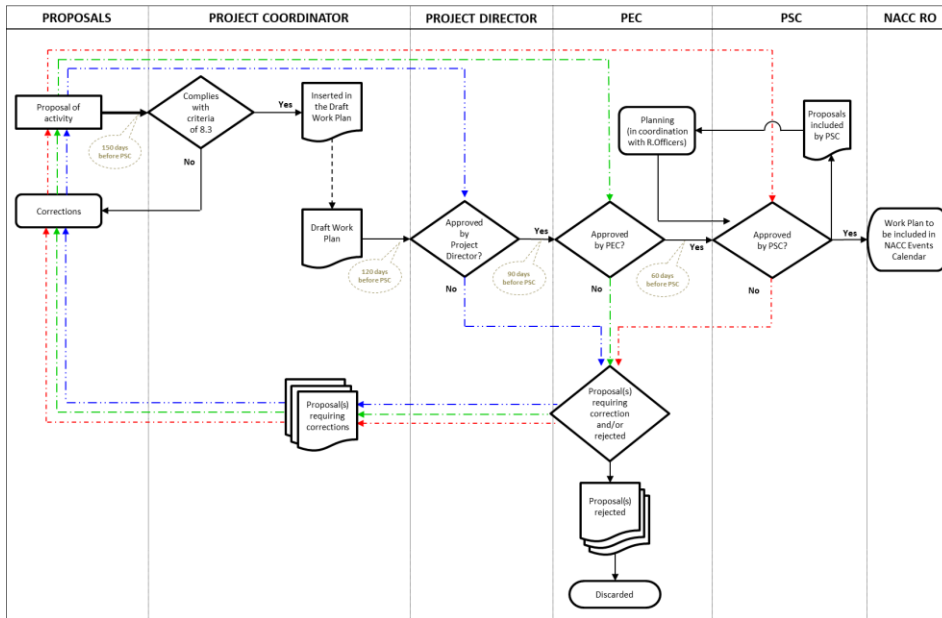 PROPOSALS
PROJECT COORDINATOR
PROJECT DIRECTOR
PEC
PSC
NACC RO
Proposal of
activity
150 days
before PSC
Complies
with
criteria
of 8.3
Yes
No
Inserted in
the Draft
Work Plan
Planning
(in coordination
with R.Officers)
Proposals
included
by PSC
Corrections
Draft Work
Plan
120 days
before PSC
Approved
by
Project
Director?
Yes
No
90 days
before PSC
Approved
by PEC?
Yes
No
60 days
before PSC
Approved
by PSC?
Yes
No
Work Plan to
be included in
NACC Events
Calendar
Proposal(s)
requiring
corrections
Proposal(s)
requiring
correction
and/or
rejected
Proposal(s)
rejected
Discarded